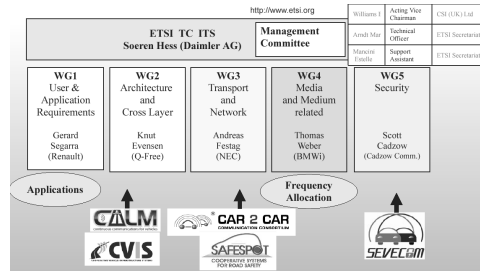 http://www.etsi.org
Williams I
Acting Vice
Chairman
CSI (UK) Ltd
Arndt Mar
Technical
Officer
ETSI Secretariat
Mancini
Estelle
Support
Assistant
ETSI Secretariat
ETSI TC ITS
Soeren Hess (Daimler AG)
Management
Committee
WG1
User &
Application
Requirements
Gerard
Segarra
(Renault)
WG2
Architecture
and
Cross Layer
Knut
Evensen
(Q-Free)
WG3
Transport
and
Network
Andreas
Festag
(NEC)
WG4
Media
and Medium
related
Thomas
Weber
(BMWi)
WG5
Security
Scott
Cadzow
(Cadzow Comm.)
Applications
Frequency
Allocation
CALM
CVIS
CAR 2 CAR
COMMUNICATION CONSORTIUM
SAFESPOT
COOPERATIVE SYSTEMS
FOR ROAD SAFETY
SEVECOM